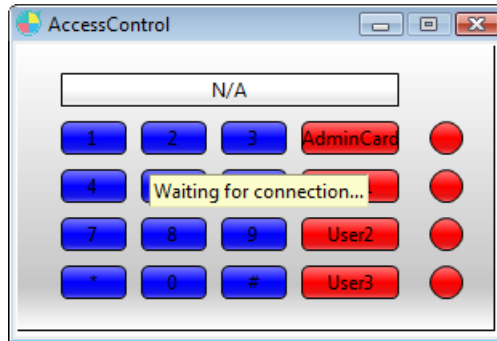 AccessControl
N/A
1 2 3 AdminCard
4 Waiting for connection...
7 8 9 User2
* 0 # User3